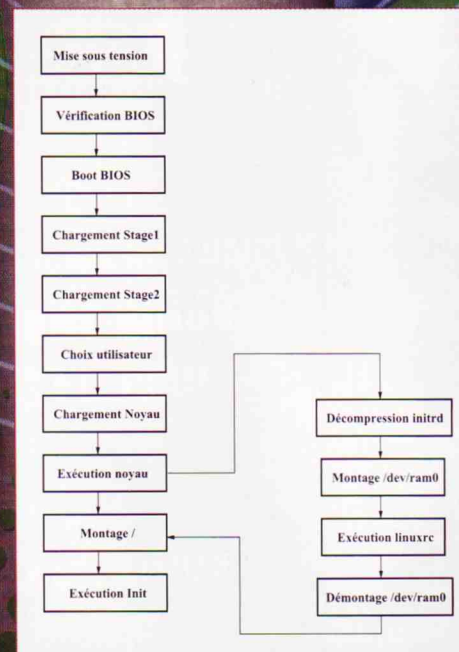 Mise sous tension
Vérification BIOS
Boot BIOS
Chargement Stage1
Chargement Stage2
Choix utilisateur
Chargement Noyau
Exécution noyau
Montage /
Exécution Init
Décompression initrd
Montage /dev/ram0
Exécution linuxrc
Démontage /dev/ram0